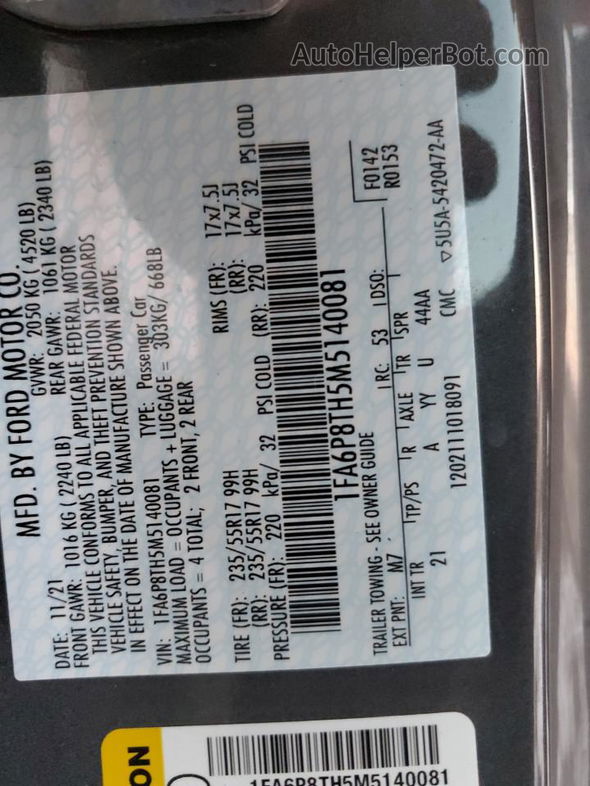 AutoHelperBot.com
MFD. BY FORD MOTOR CO.
DATE: 11/21 GVWR: 2050 KG ( 4520 LB)
FRONT GAWR: 1016 KG ( 2240 LB) REAR GAWR: 1061 KG ( 2340 LB)
THIS VEHICLE CONFORMS TO ALL APPLICABLE FEDERAL MOTOR
VEHICLE SAFETY, BUMPER, AND THEFT PREVENTION STANDARDS
IN EFFECT ON THE DATE OF MANUFACTURE SHOWN ABOVE.
VIN: 1FA6P8TH5M5140081 TYPE: Passenger Car
MAXIMUM LOAD = OCCUPANTS + LUGGAGE = 303KG/ 668LB
OCCUPANTS = 4 TOTAL; 2 FRONT, 2 REAR
TIRE (FR): 235/55R17 99H RIMS (FR): 17x7.5J
(RR): 235/55R17 99H (RR): 17x7.5J
PRESSURE (FR): 220 kPa/ 32 PSI COLD (RR): 220 kPa/ 32 PSI COLD
1FA6P8TH5M5140081
TRAILER TOWING - SEE OWNER GUIDE F0142
EXT PNT: M7 RC: 53 DSO: R0153
INT TR TP/PS R AXLE TR SPR
21 A YY U 44AA
1202111018091 CMC ▽5U5A-5420472-AA
ON
1FA6P8TH5M5140081